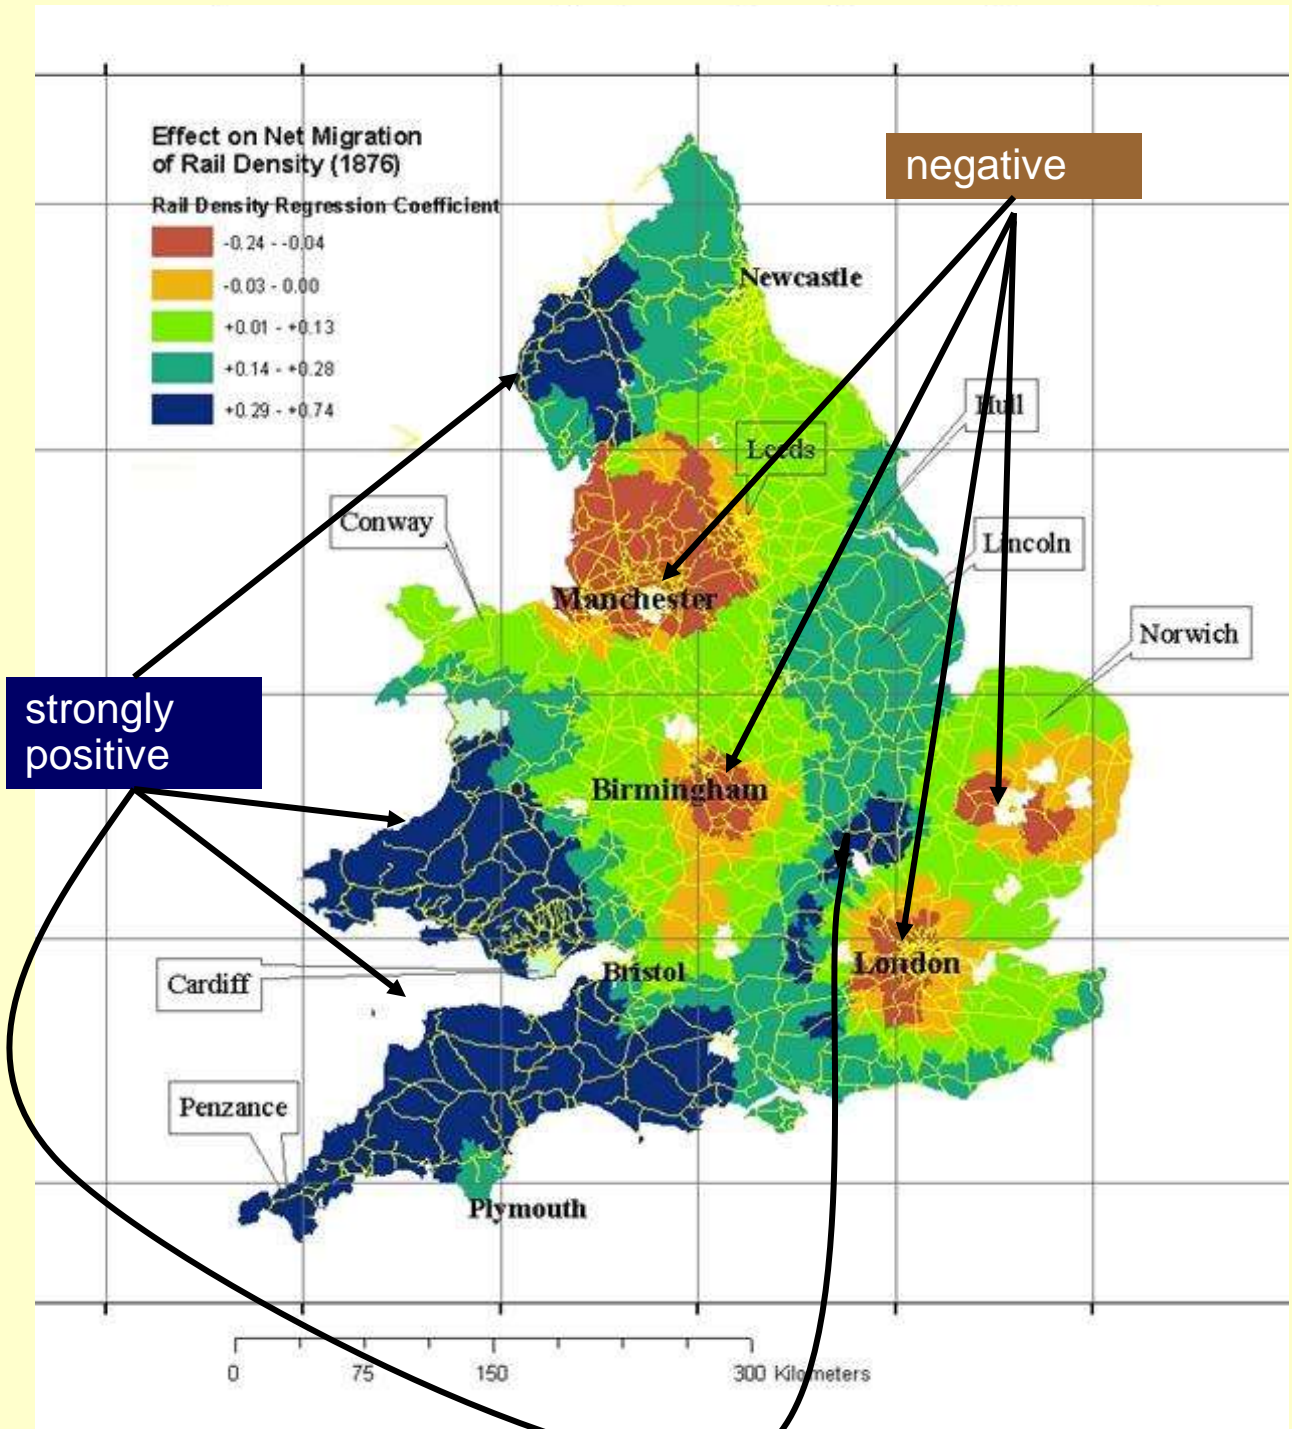 Effect on Net Migration
of Rail Density (1876)
Rail Density Regression Coefficient
-0.24 - -0.04
-0.03 - 0.00
+0.01 - +0.13
+0.14 - +0.28
+0.29 - +0.74
negative
Newcastle
Hull
Leeds
Conway
Lincoln
Manchester
Norwich
strongly
positive
Birmingham
London
Bristol
Cardiff
Penzance
Plymouth
0 75 150 300 Kilometers